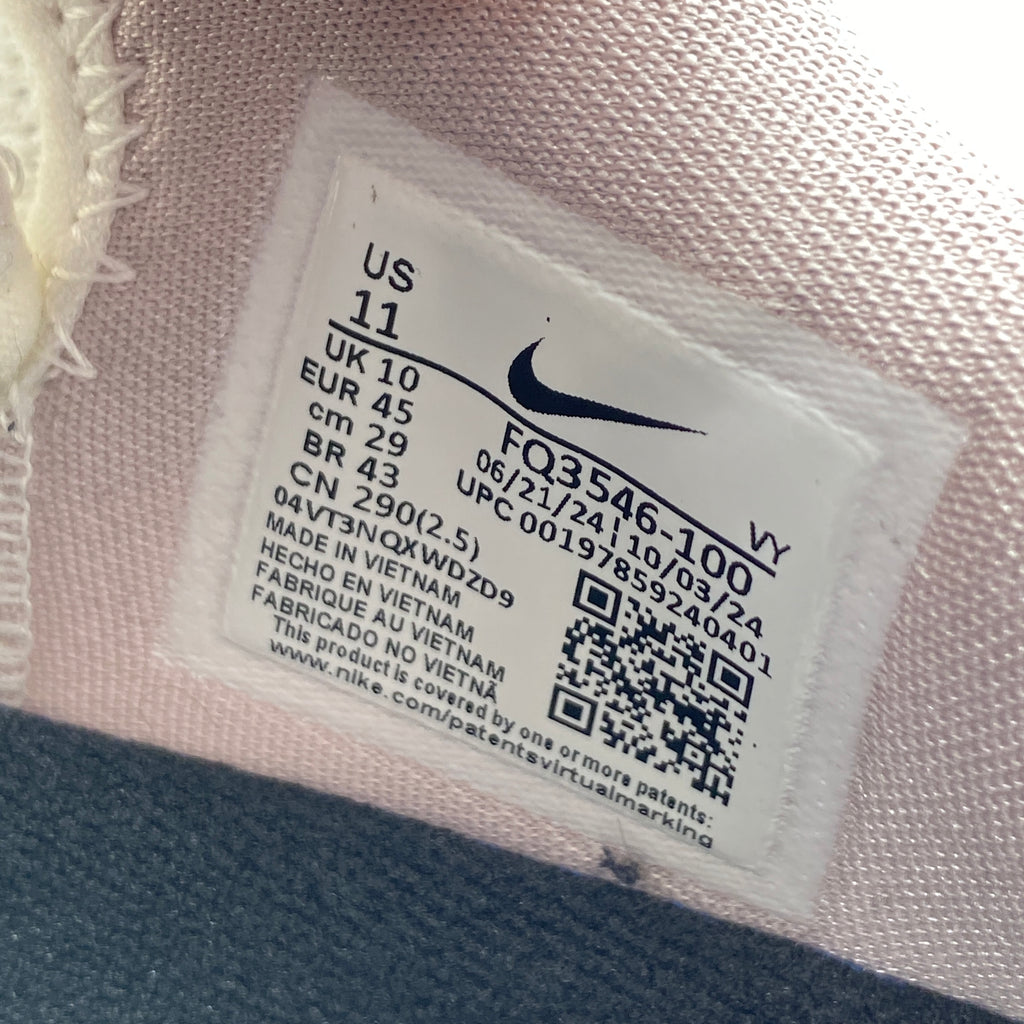 US
11
UK 10
EUR 45
cm 29
BR 43
CN 290(2.5)
04VT3NQXWDZD9
MADE IN VIETNAM
HECHO EN VIETNAM
FABRIQUE AU VIETNAM
FABRICADO NO VIETNÃ
This product is covered by one or more patents:
www.nike.com/patentsvirtualmarking
VY
FQ3546-100
06/21/24¦10/03/24
UPC 00197859240401